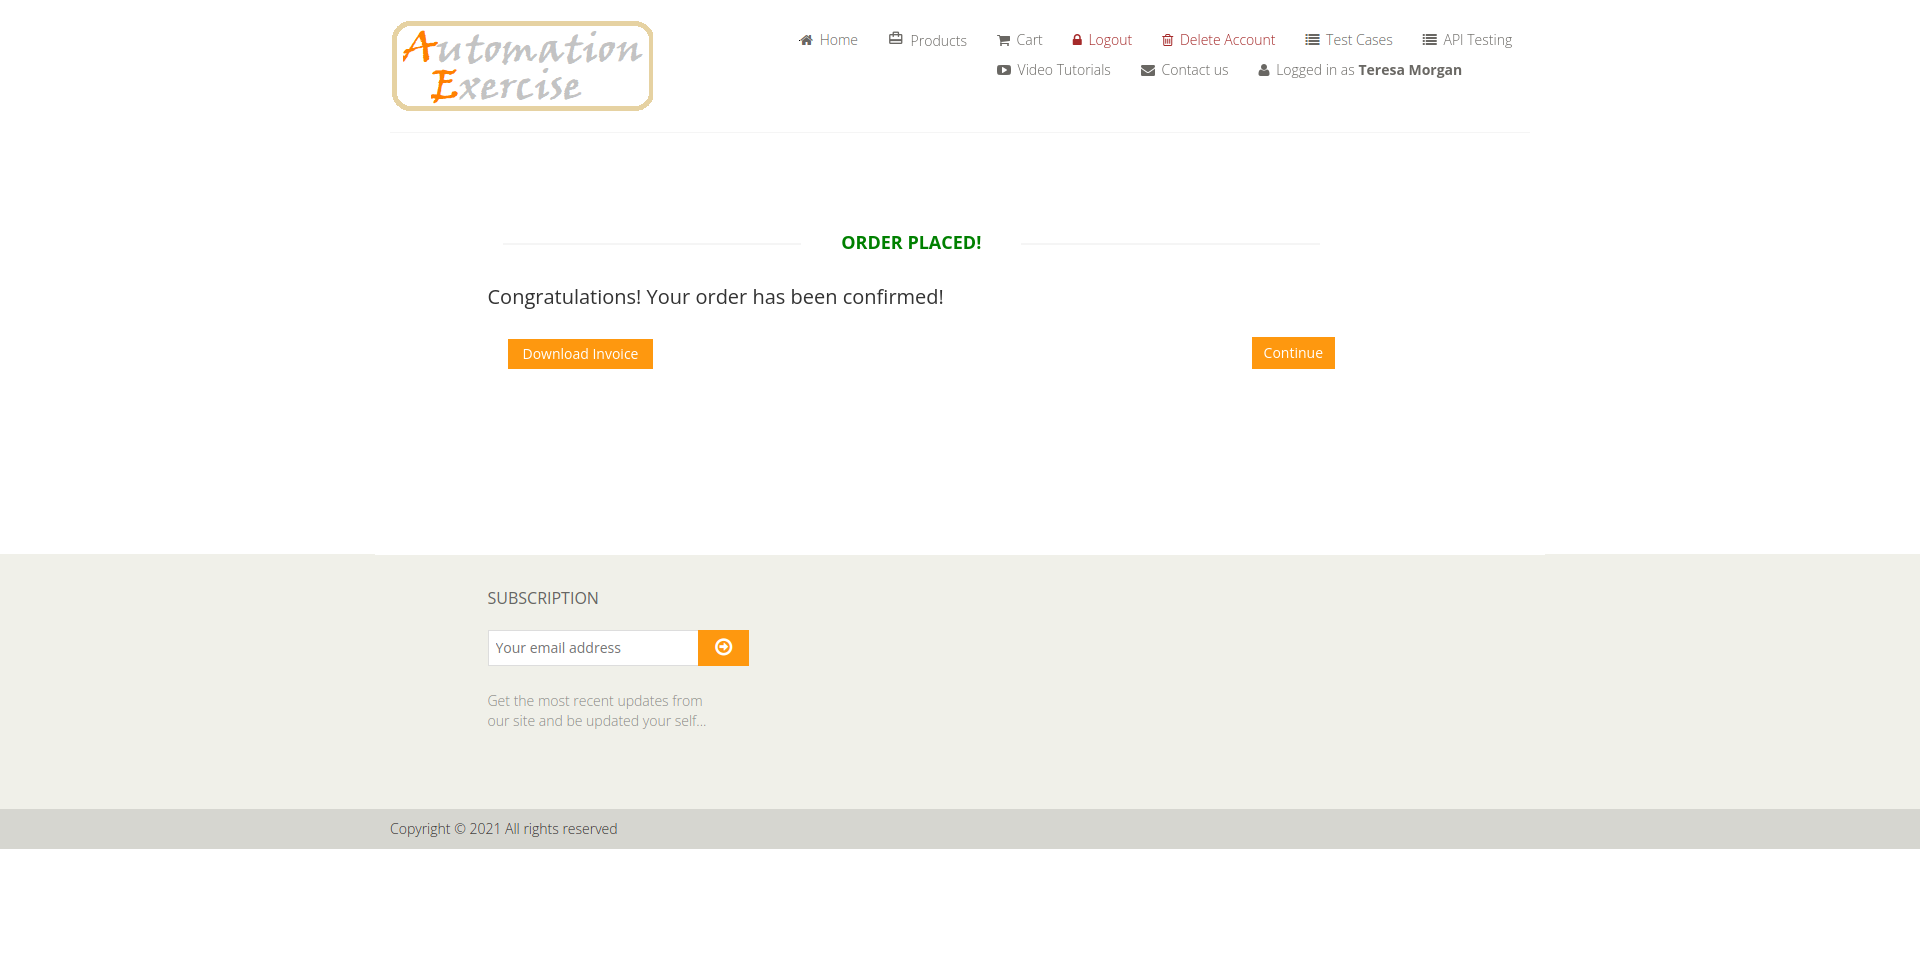 Automation
Exercise
Home Products Cart Logout Delete Account Test Cases API Testing
Video Tutorials Contact us Logged in as Teresa Morgan
ORDER PLACED!
Congratulations! Your order has been confirmed!
Download Invoice Continue
SUBSCRIPTION
Your email address
Get the most recent updates from
our site and be updated your self...
Copyright © 2021 All rights reserved